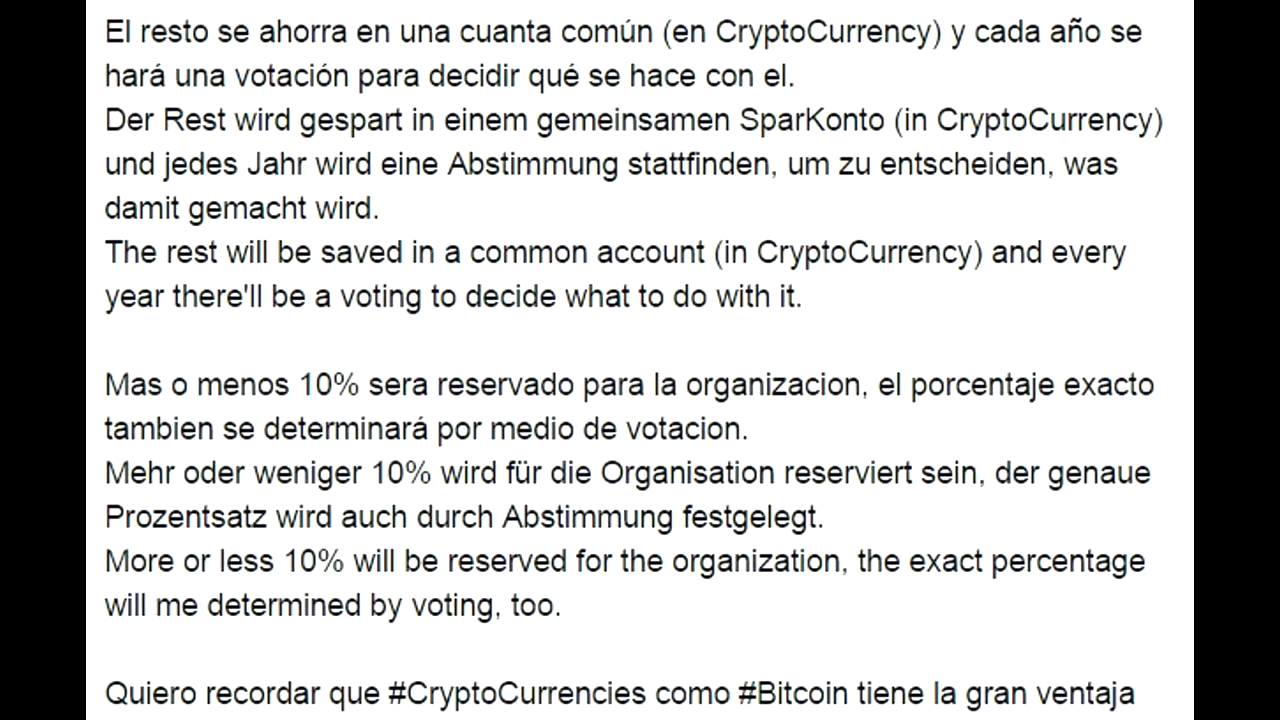 El resto se ahorra en una cuanta común (en CryptoCurrency) y cada año se
hará una votación para decidir qué se hace con el.
Der Rest wird gespart in einem gemeinsamen SparKonto (in CryptoCurrency)
und jedes Jahr wird eine Abstimmung stattfinden, um zu entscheiden, was
damit gemacht wird.
The rest will be saved in a common account (in CryptoCurrency) and every
year there'll be a voting to decide what to do with it.
Mas o menos 10% sera reservado para la organizacion, el porcentaje exacto
tambien se determinará por medio de votacion.
Mehr oder weniger 10% wird für die Organisation reserviert sein, der genaue
Prozentsatz wird auch durch Abstimmung festgelegt.
More or less 10% will be reserved for the organization, the exact percentage
will me determined by voting, too.
Quiero recordar que #CryptoCurrencies como #Bitcoin tiene la gran ventaja